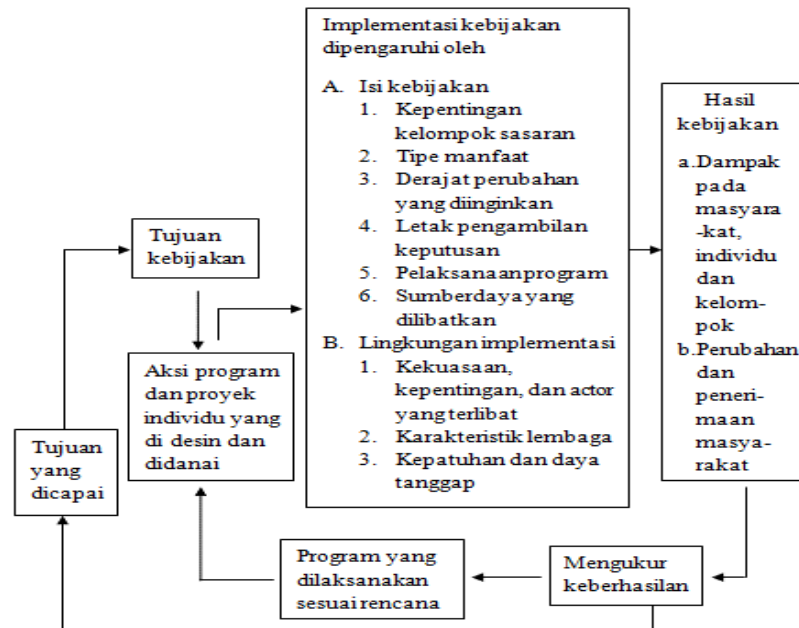 Tujuan
yang
dicapai
Tujuan
kebijakan
Aksi program
dan proyek
individu yang
di desin dan
didanai
Implementasi kebijakan
dipengaruhi oleh
A. Isi kebijakan
1. Kepentingan
kelompok sasaran
2. Tipe manfaat
3. Derajat perubahan
yang diinginkan
4. Letak pengambilan
keputusan
5. Pelaksanaan program
6. Sumberdaya yang
dilibatkan
B. Lingkungan implementasi
1. Kekuasaan,
kepentingan, dan actor
yang terlibat
2. Karakteristik lembaga
3. Kepatuhan dan daya
tanggap
Hasil
kebijakan
a.Dampak
pada
masyara
-kat,
individu
dan
kelom-
pok
b.Perubahan
dan
peneri-
maan
masya-
rakat
Mengukur
keberhasilan
Program yang
dilaksanakan
sesuai rencana